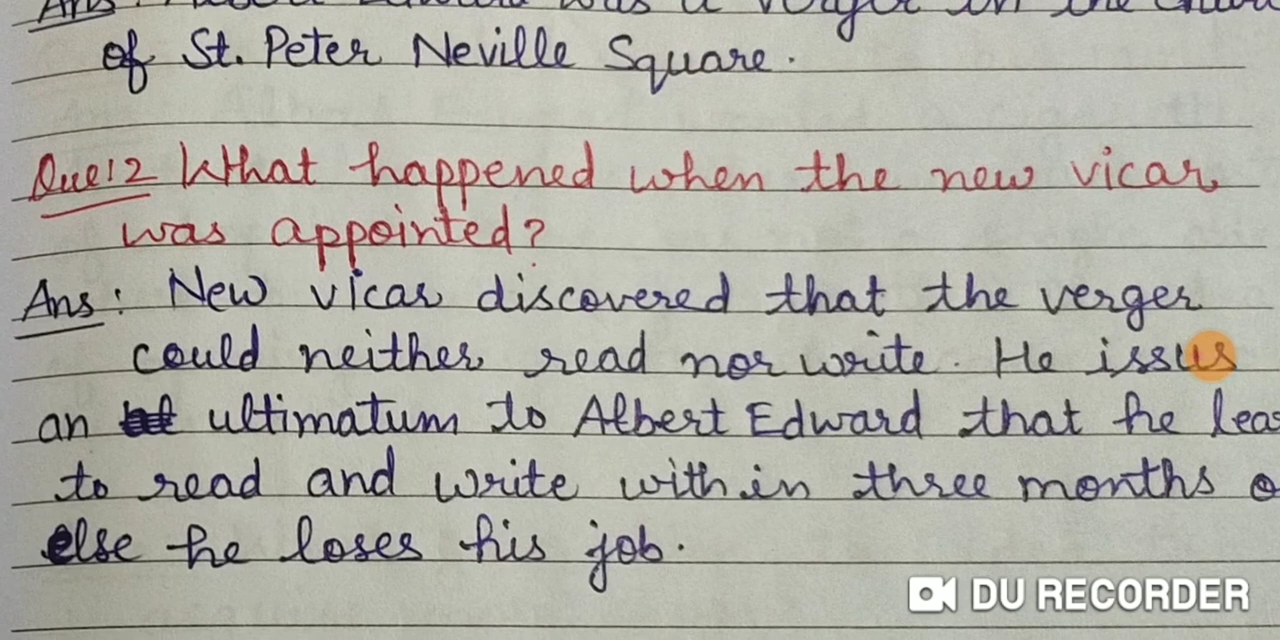 of St. Peter Neville Square.
Que12 What happened when the new vicar
was appointed?
Ans: New vicar discovered that the verger
could neither read nor write. He issus
an ultimatum to Albert Edward that he lea
to read and write within three months o
else he loses his job.
DU RECORDER